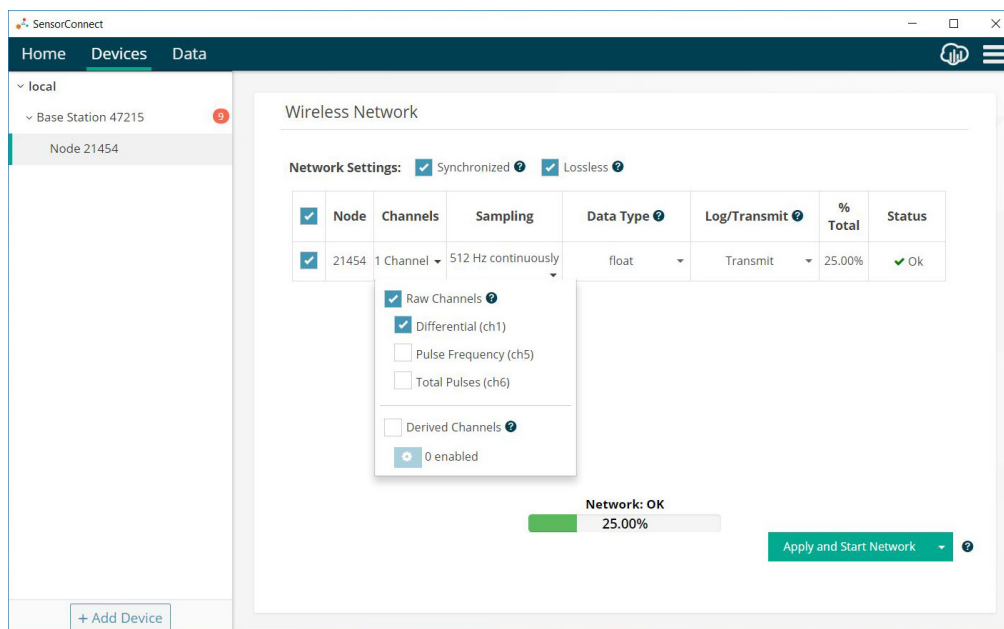 SensorConnect
Home Devices Data
local
Base Station 47215 9
Node 21454
Wireless Network
Network Settings: Synchronized ? Lossless ?
Node Channels Sampling Data Type ? Log/Transmit ? % Total Status
21454 1 Channel 512 Hz continuously float Transmit 25.00% Ok
Raw Channels ?
Differential (ch1)
Pulse Frequency (ch5)
Total Pulses (ch6)
Derived Channels ?
0 enabled
Network: OK
25.00%
Apply and Start Network ?
+ Add Device